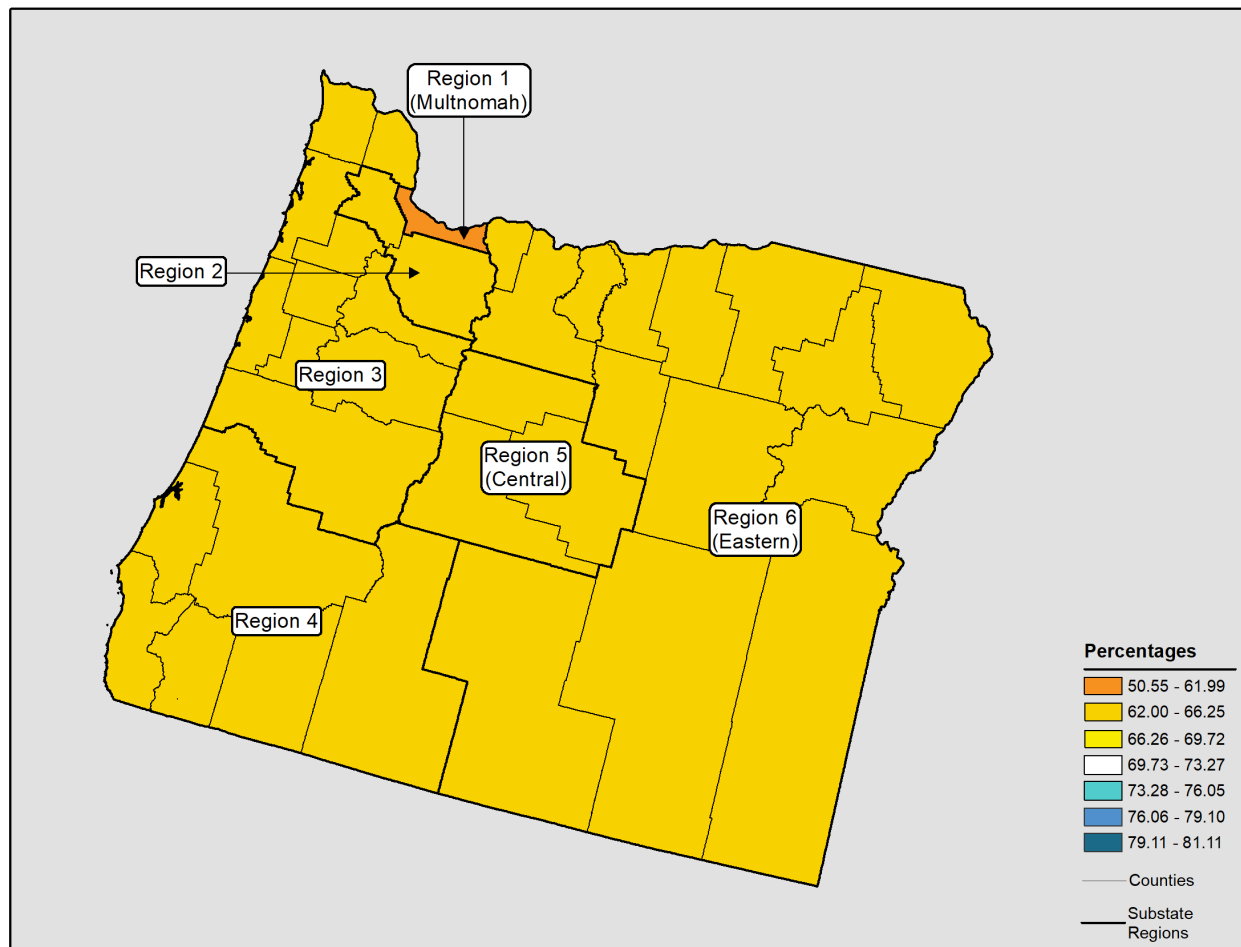 Region 1
(Multnomah)
Region 2
Region 3
Region 5
(Central)
Region 6
(Eastern)
Region 4
Percentages
50.55 - 61.99
62.00 - 66.25
66.26 - 69.72
69.73 - 73.27
73.28 - 76.05
76.06 - 79.10
79.11 - 81.11
Counties
Substate
Regions